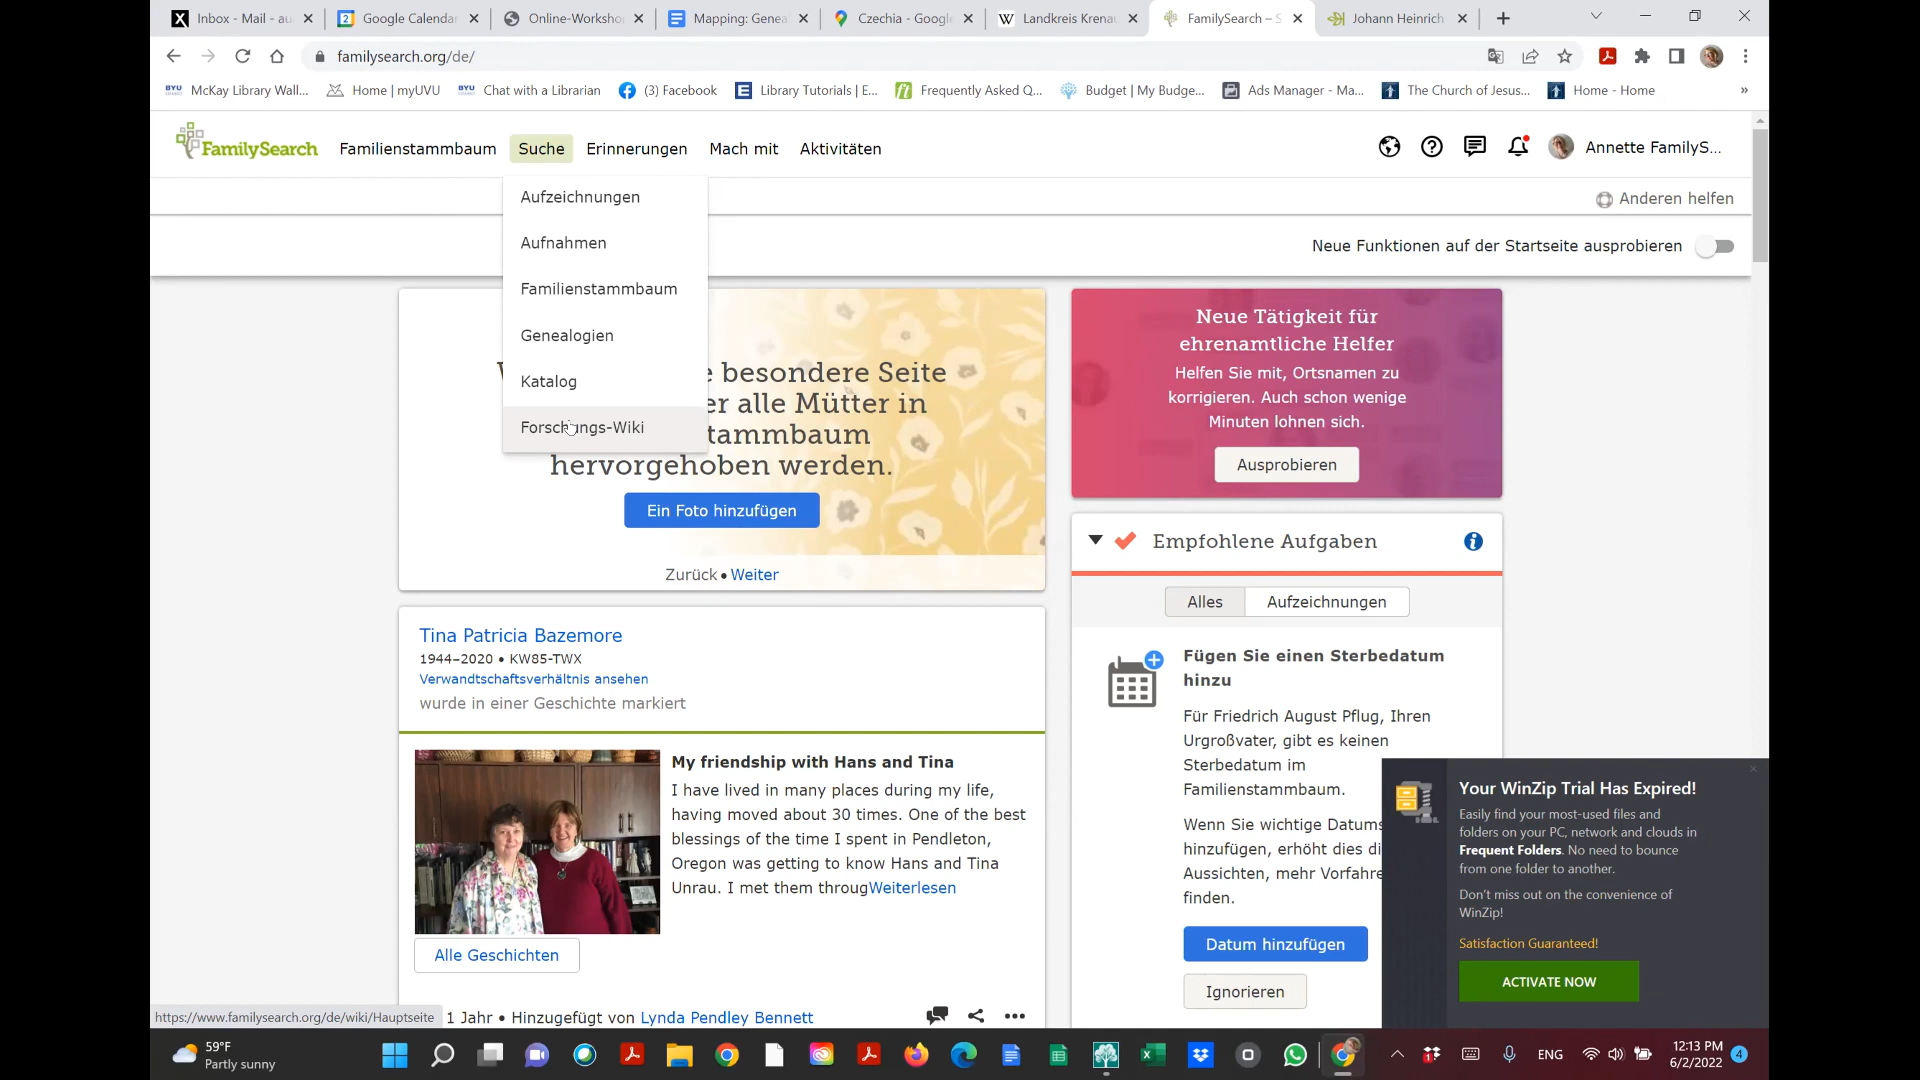 Inbox - Mail - au
Google Calendar
Online-Worksho
Mapping: Genea
Czechia - Google
Landkreis Krenau
FamilySearch – S
Johann Heinrich
familysearch.org/de/
BYU McKay Library Wall...
Home | myUVU
BYU Chat with a Librarian
(3) Facebook
Library Tutorials | E...
Frequently Asked Q...
Budget | My Budge...
Ads Manager - Ma...
The Church of Jesus...
Home - Home
»
FamilySearch
Familienstammbaum
Suche
Erinnerungen
Mach mit
Aktivitäten
Annette FamilyS...
Aufzeichnungen
Aufnahmen
Familienstammbaum
Genealogien
Katalog
Forschungs-Wiki
Anderen helfen
Neue Funktionen auf der Startseite ausprobieren
besondere Seite
er alle Mütter in
tammbaum
hervorgehoben werden.
Ein Foto hinzufügen
Zurück • Weiter
Neue Tätigkeit für
ehrenamtliche Helfer
Helfen Sie mit, Ortsnamen zu
korrigieren. Auch schon wenige
Minuten lohnen sich.
Ausprobieren
Empfohlene Aufgaben
Alles
Aufzeichnungen
Fügen Sie einen Sterbedatum
hinzu
Für Friedrich August Pflug, Ihren
Urgroßvater, gibt es keinen
Sterbedatum im
Familienstammbaum.
Wenn Sie wichtige Datums
hinzufügen, erhöht dies di
Aussichten, mehr Vorfahre
finden.
Datum hinzufügen
Ignorieren
Tina Patricia Bazemore
1944–2020 • KW85-TWX
Verwandtschaftsverhältnis ansehen
wurde in einer Geschichte markiert
My friendship with Hans and Tina
I have lived in many places during my life,
having moved about 30 times. One of the best
blessings of the time I spent in Pendleton,
Oregon was getting to know Hans and Tina
Unrau. I met them througWeiterlesen
Alle Geschichten
1 Jahr • Hinzugefügt von Lynda Pendley Bennett
https://www.familysearch.org/de/wiki/Hauptseite
Your WinZip Trial Has Expired!
Easily find your most-used files and
folders on your PC, network and clouds in
Frequent Folders. No need to bounce
from one folder to another.
Don't miss out on the convenience of
WinZip!
Satisfaction Guaranteed!
ACTIVATE NOW
59°F
Partly sunny
ENG
12:13 PM
6/2/2022
4